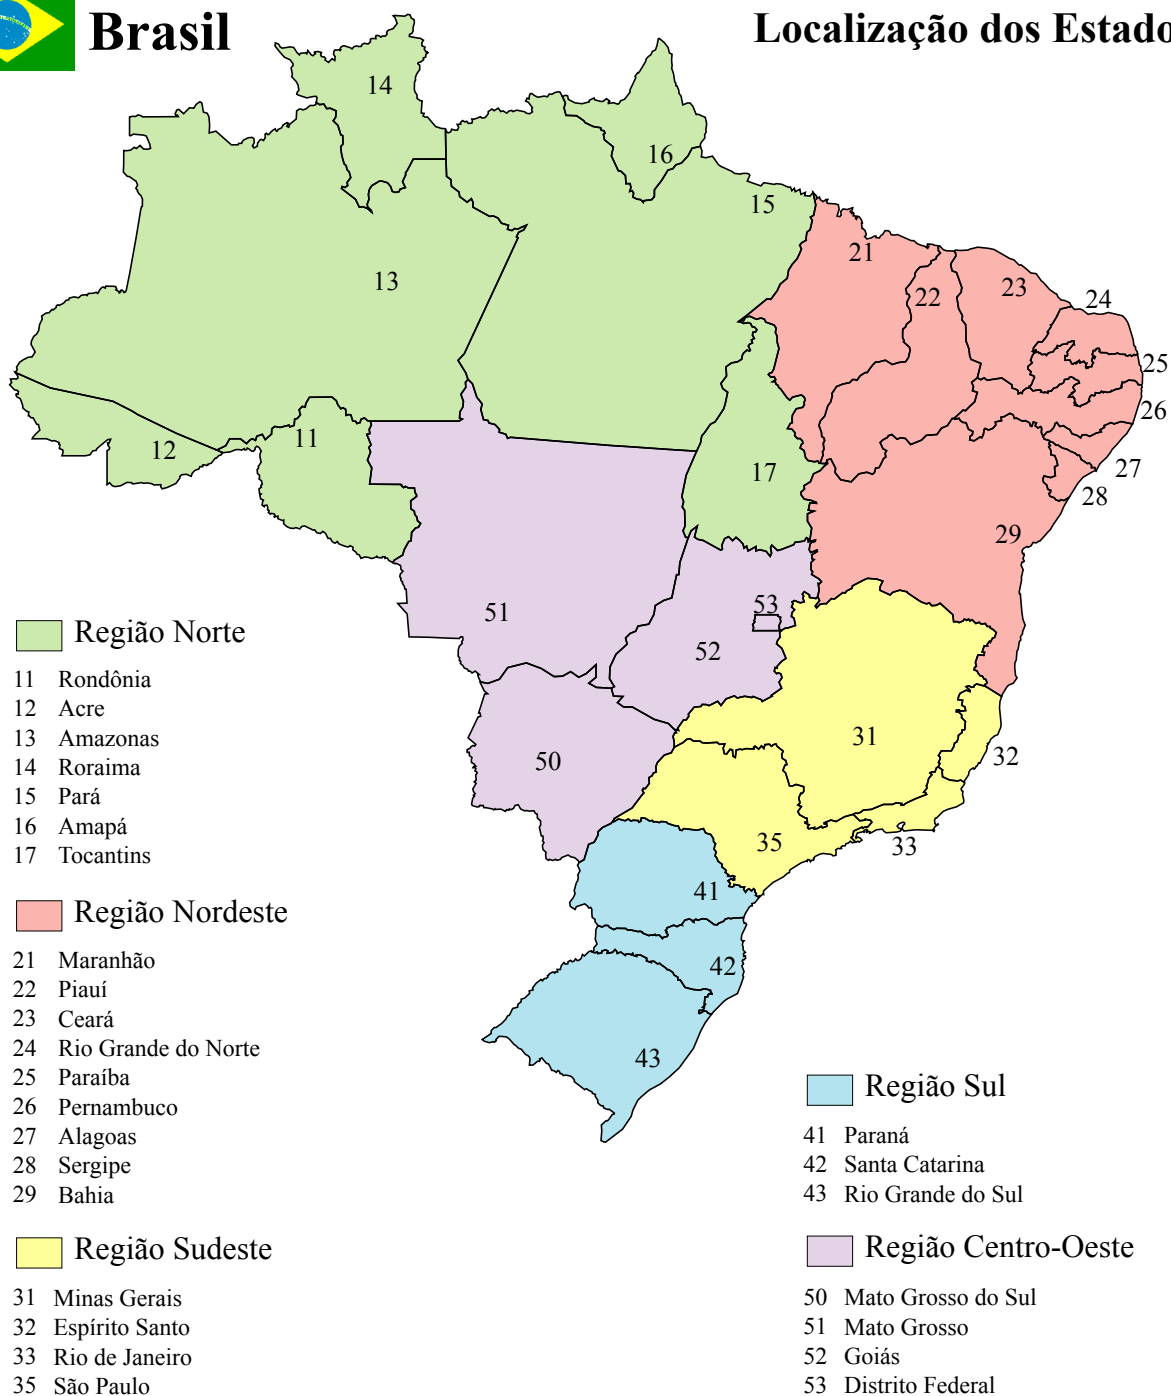 Brasil
Localização dos Estado
14
16
15
13
21
22
23
24
25
26
27
28
29
12
11
17
51
53
52
50
31
32
33
35
41
42
43
Região Norte
11 Rondônia
12 Acre
13 Amazonas
14 Roraima
15 Pará
16 Amapá
17 Tocantins
Região Nordeste
21 Maranhão
22 Piauí
23 Ceará
24 Rio Grande do Norte
25 Paraíba
26 Pernambuco
27 Alagoas
28 Sergipe
29 Bahia
Região Sudeste
31 Minas Gerais
32 Espírito Santo
33 Rio de Janeiro
35 São Paulo
Região Sul
41 Paraná
42 Santa Catarina
43 Rio Grande do Sul
Região Centro-Oeste
50 Mato Grosso do Sul
51 Mato Grosso
52 Goiás
53 Distrito Federal